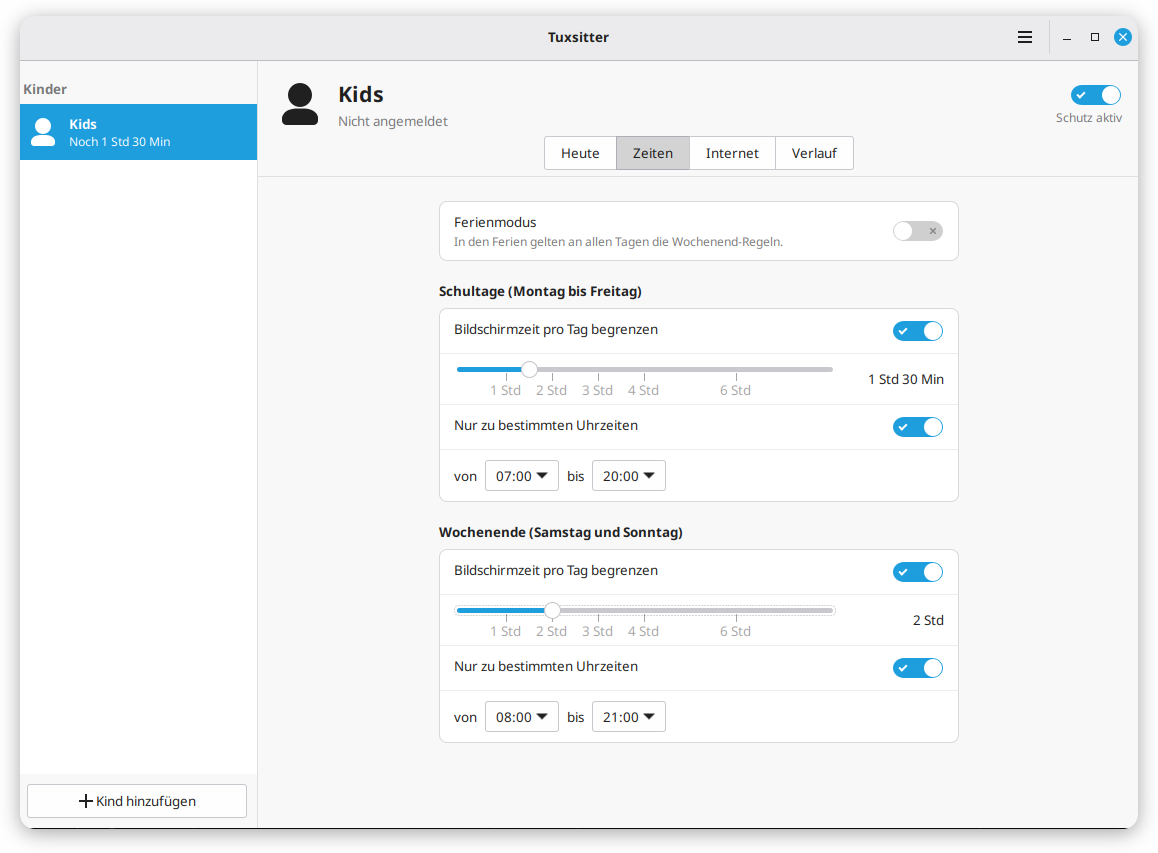 Tuxsitter
Kinder
Kids
Noch 1 Std 30 Min
Kind hinzufügen
Kids
Nicht angemeldet
Schutz aktiv
Heute Zeiten Internet Verlauf
Ferienmodus
In den Ferien gelten an allen Tagen die Wochenend-Regeln.
Schultage (Montag bis Freitag)
Bildschirmzeit pro Tag begrenzen
1 Std 2 Std 3 Std 4 Std 6 Std
1 Std 30 Min
Nur zu bestimmten Uhrzeiten
von 07:00 bis 20:00
Wochenende (Samstag und Sonntag)
Bildschirmzeit pro Tag begrenzen
1 Std 2 Std 3 Std 4 Std 6 Std
2 Std
Nur zu bestimmten Uhrzeiten
von 08:00 bis 21:00